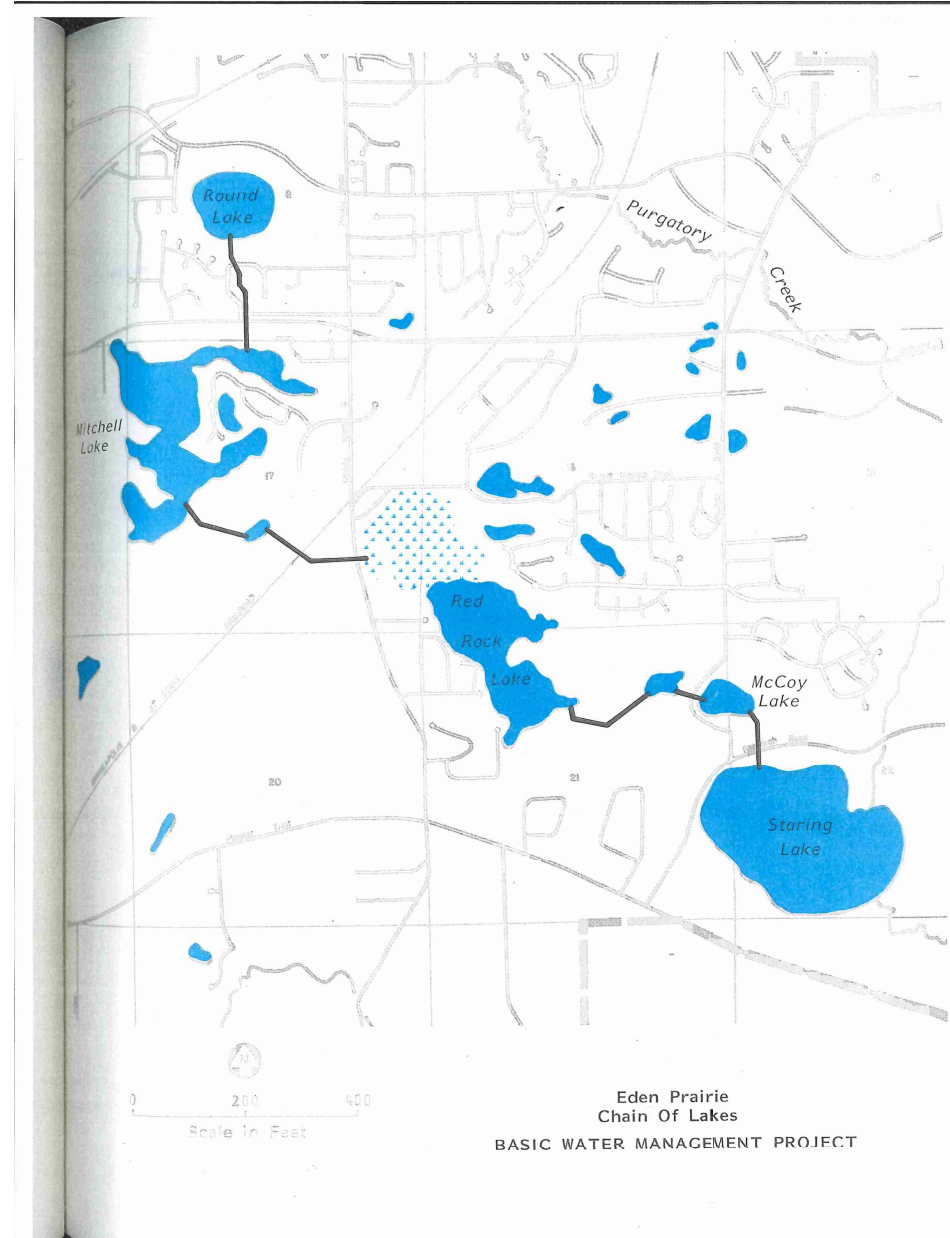 Round
Lake
8
Purgatory
Creek
Mitchell
Lake
17
Red
Rock
Lake
McCoy
Lake
20
21
22
Staring
Lake
N
0
200
400
Scale in Feet
Eden Prairie
Chain Of Lakes
BASIC WATER MANAGEMENT PROJECT